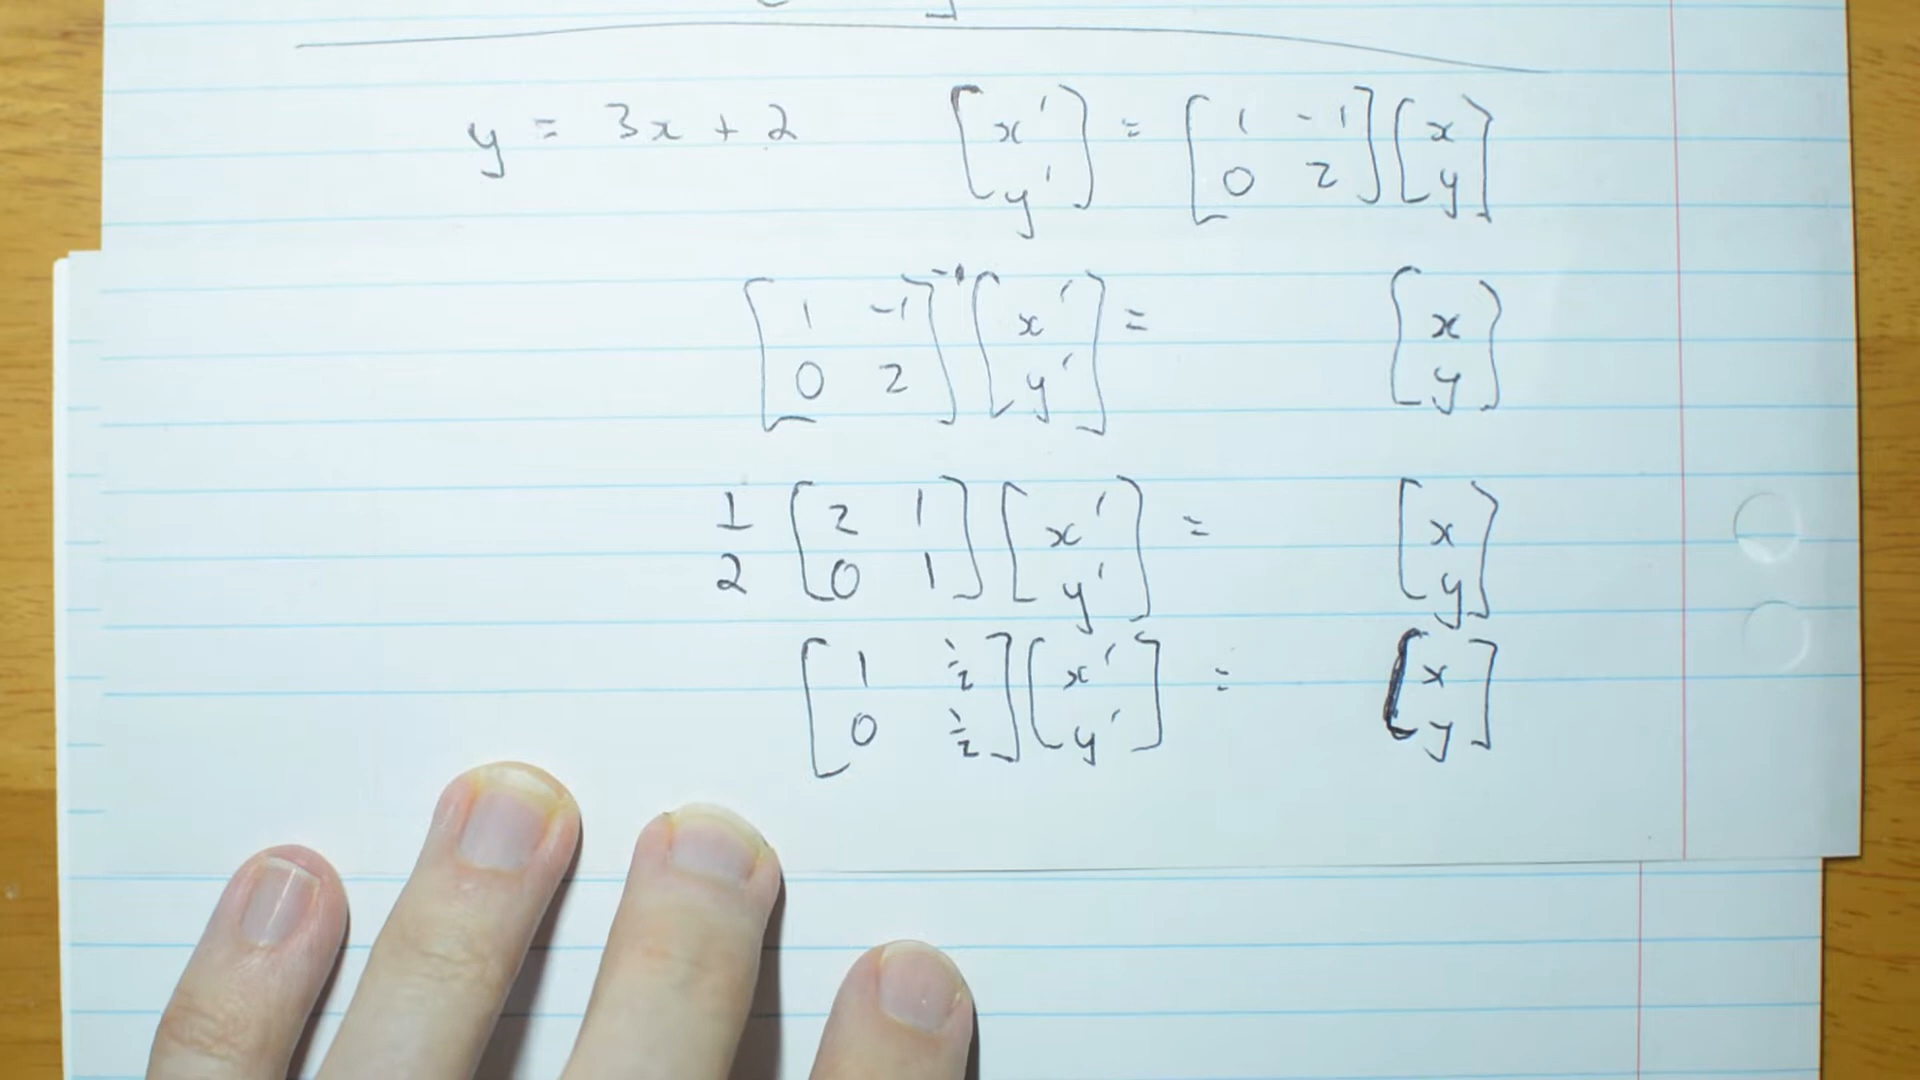 y = 3x + 2 [x' y'] = [1 -1 0 2] [x y]
[1 -1 0 2]⁻¹ [x' y'] = [x y]
1/2 [2 1 0 1] [x' y'] = [x y]
[1 1/2 0 1/2] [x' y'] = [x y]